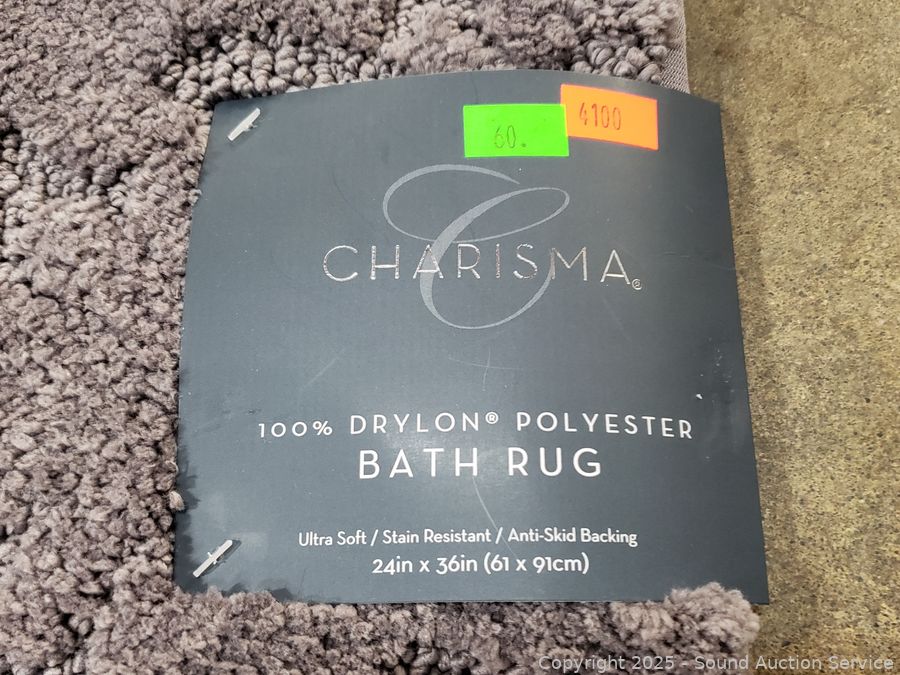 60.
4100
C
CHARISMA®
100% DRYLON® POLYESTER
BATH RUG
Ultra Soft / Stain Resistant / Anti-Skid Backing
24in x 36in (61 x 91cm)
Copyright 2025 - Sound Auction Service